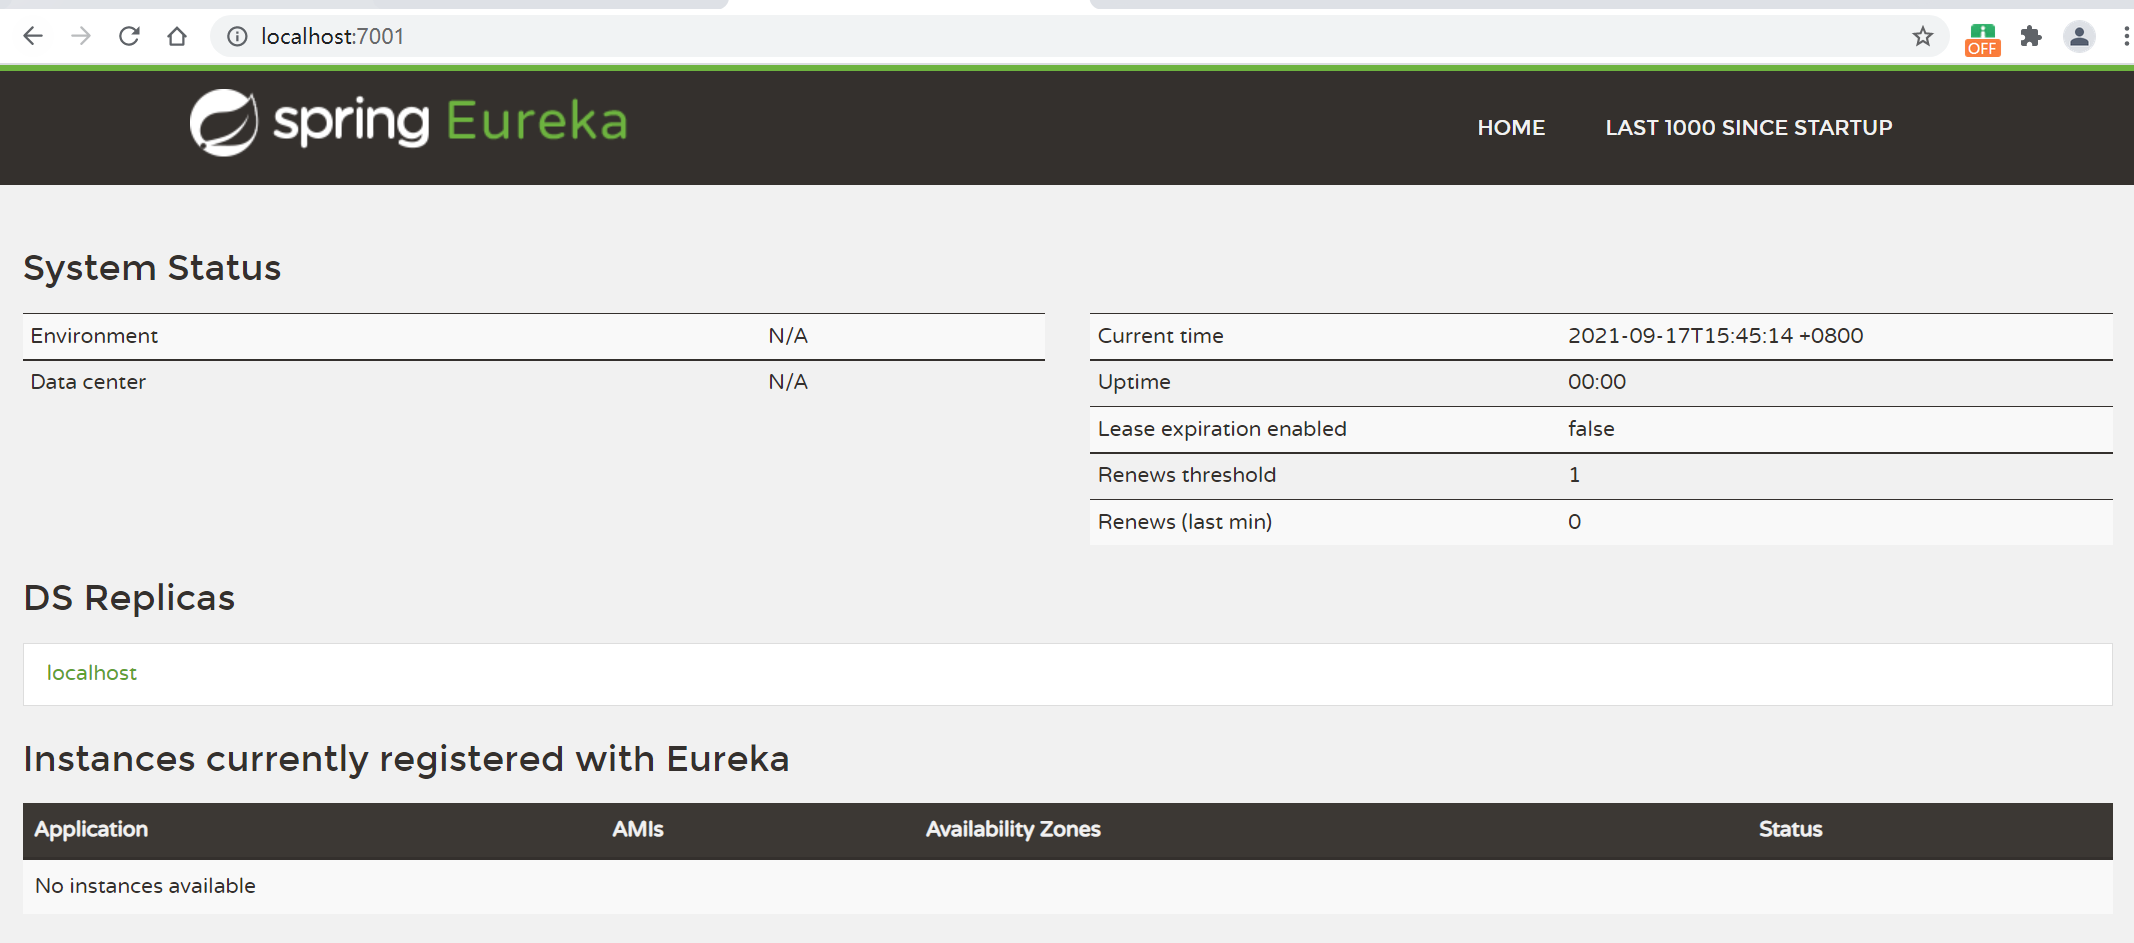 localhost:7001
OFF
spring Eureka
HOME LAST 1000 SINCE STARTUP
System Status
Environment N/A
Data center N/A
Current time 2021-09-17T15:45:14 +0800
Uptime 00:00
Lease expiration enabled false
Renews threshold 1
Renews (last min) 0
DS Replicas
localhost
Instances currently registered with Eureka
Application AMIs Availability Zones Status
No instances available